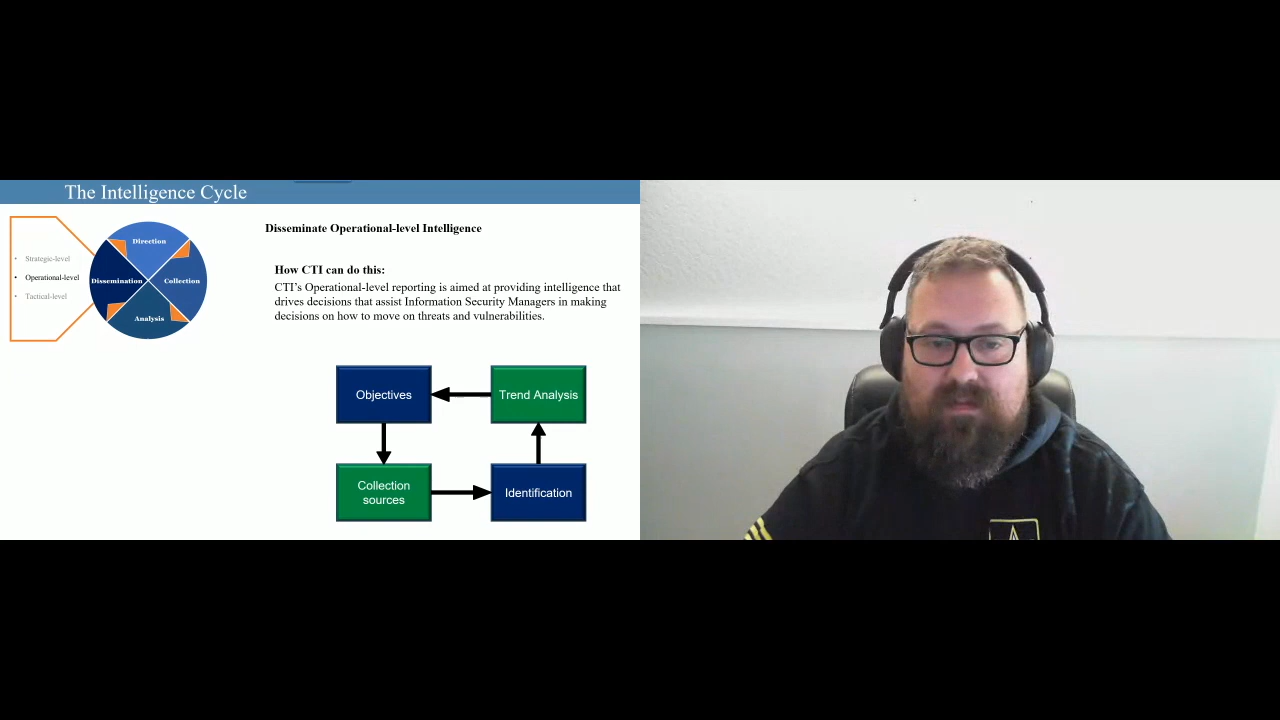 The Intelligence Cycle
Disseminate Operational-level Intelligence
• Strategic-level
• Operational-level
• Tactical-level
Direction
Dissemination
Collection
Analysis
How CTI can do this:
CTI's Operational-level reporting is aimed at providing intelligence that
drives decisions that assist Information Security Managers in making
decisions on how to move on threats and vulnerabilities.
Objectives
Trend Analysis
Collection
sources
Identification